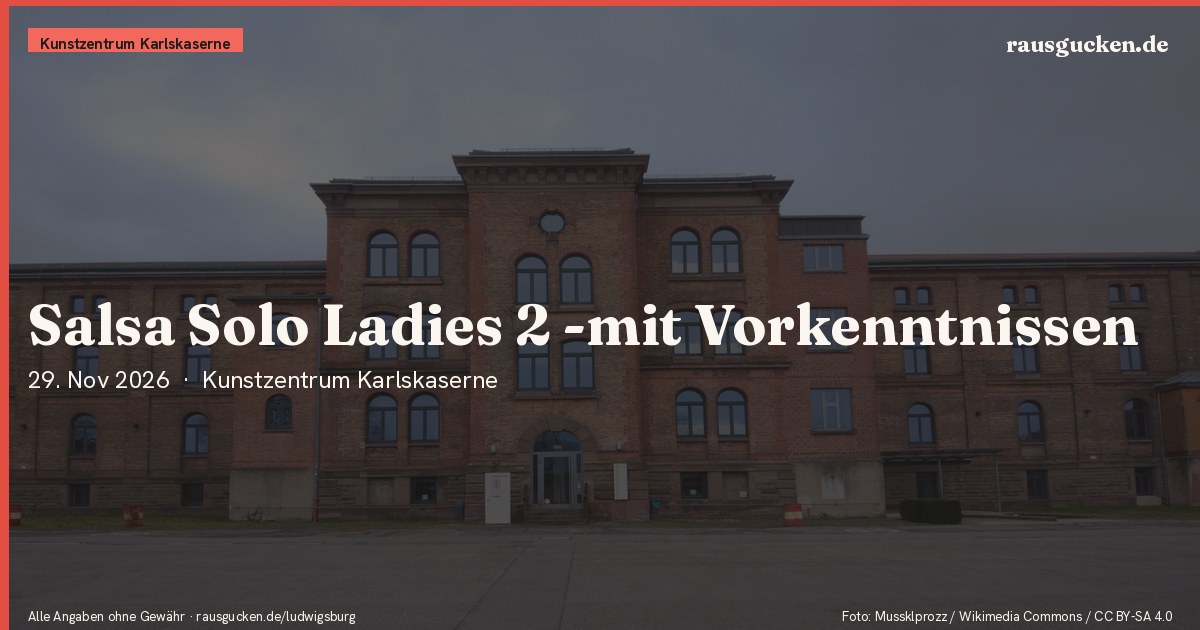 Kunstzentrum Karlskaserne
rausgucken.de
Salsa Solo Ladies 2 -mit Vorkenntnissen
29. Nov 2026 · Kunstzentrum Karlskaserne
Alle Angaben ohne Gewähr · rausgucken.de/ludwigsburg
Foto: Mussklprozz / Wikimedia Commons / CC BY-SA 4.0